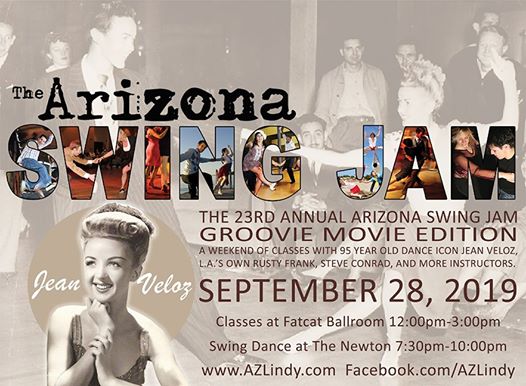 The Arizona
SWING JAM
THE 23RD ANNUAL ARIZONA SWING JAM
GROOVIE MOVIE EDITION
A WEEKEND OF CLASSES WITH 95 YEAR OLD DANCE ICON JEAN VELOZ,
L.A.'S OWN RUSTY FRANK, STEVE CONRAD, AND MORE INSTRUCTORS.
Jean Veloz
SEPTEMBER 28, 2019
Classes at Fatcat Ballroom 12:00pm-3:00pm
Swing Dance at The Newton 7:30pm-10:00pm
www.AZLindy.com Facebook.com/AZLindy